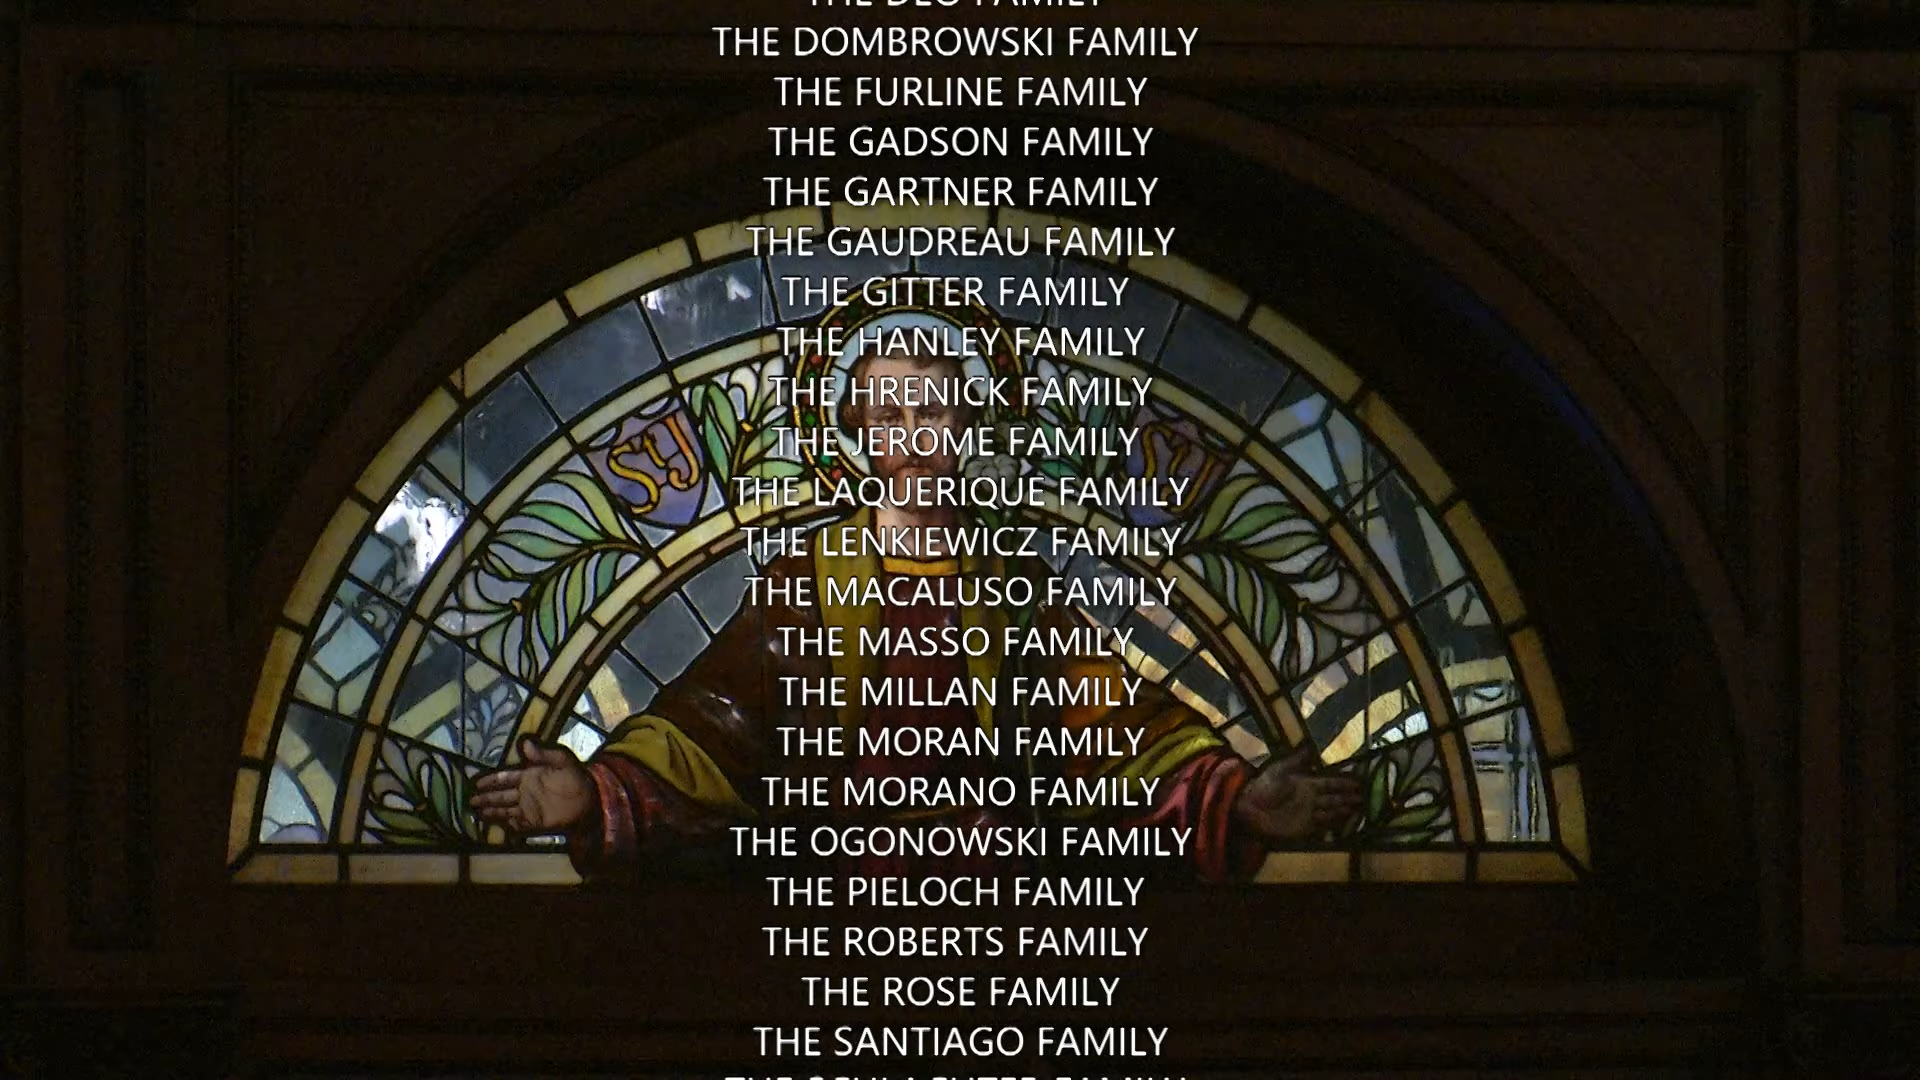 THE DOMBROWSKI FAMILY
THE FURLINE FAMILY
THE GADSON FAMILY
THE GARTNER FAMILY
THE GAUDREAU FAMILY
THE GITTER FAMILY
THE HANLEY FAMILY
THE HRENICK FAMILY
THE JEROME FAMILY
St J
THE LAQUERIQUE FAMILY
THE LENKIEWICZ FAMILY
THE MACALUSO FAMILY
THE MASSO FAMILY
THE MILLAN FAMILY
THE MORAN FAMILY
THE MORANO FAMILY
THE OGONOWSKI FAMILY
THE PIELOCH FAMILY
THE ROBERTS FAMILY
THE ROSE FAMILY
THE SANTIAGO FAMILY